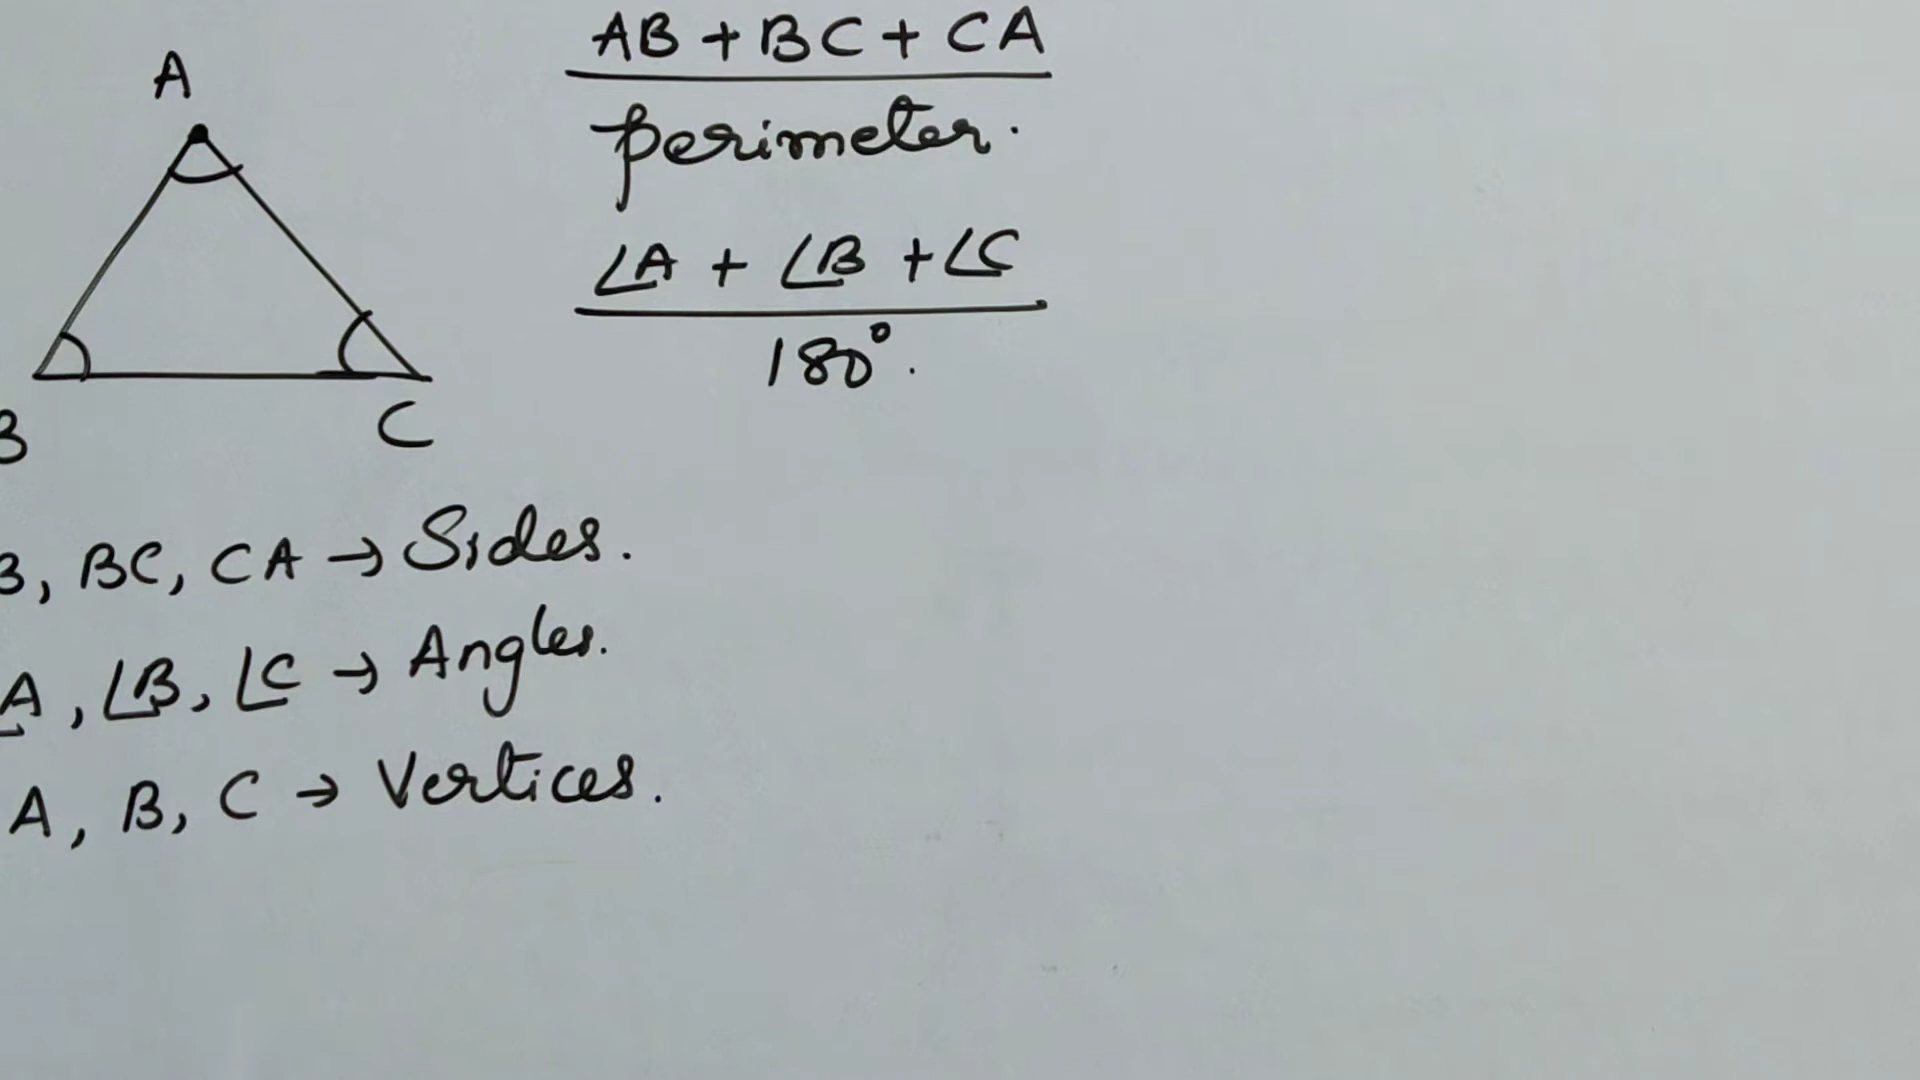 A
B
C
AB + BC + CA
perimeter.
∠A + ∠B + ∠C
180°.
B, BC, CA → Sides.
∠A, ∠B, ∠C → Angles.
A, B, C → Vertices.